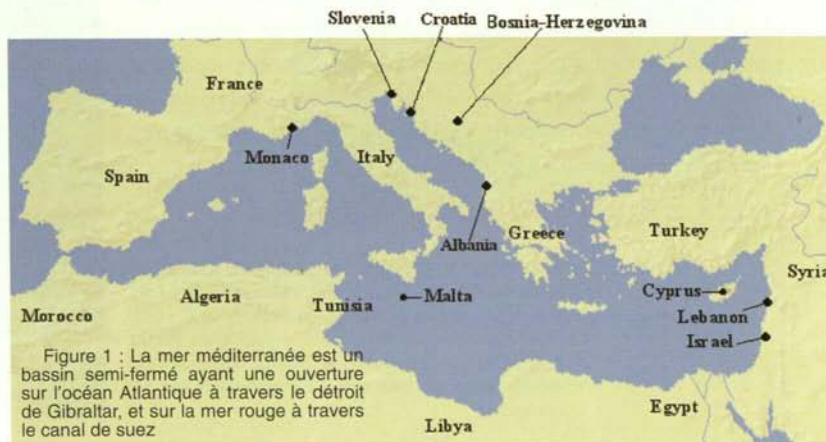 Slovenia Croatia Bosnia-Herzegovina
France
Monaco Italy
Spain
Albania Greece Turkey
Syria
Cyprus
Lebanon
Israel
Morocco Algeria Tunisia Malta
Egypt
Libya
Figure 1 : La mer méditerranée est un
bassin semi-fermé ayant une ouverture
sur l'océan Atlantique à travers le détroit
de Gibraltar, et sur la mer rouge à travers
le canal de suez